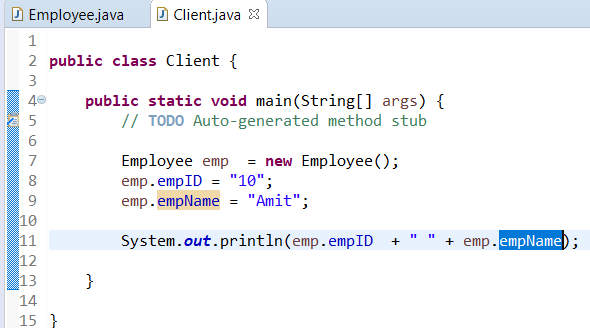 Employee.java Client.java
1
2 public class Client {
3
4 public static void main(String[] args) {
5 // TODO Auto-generated method stub
6
7 Employee emp  = new Employee();
8 emp.empID = "10";
9 emp.empName = "Amit";
10
11 System.out.println(emp.empID  + " " + emp.empName);
12
13 }
14
15 }